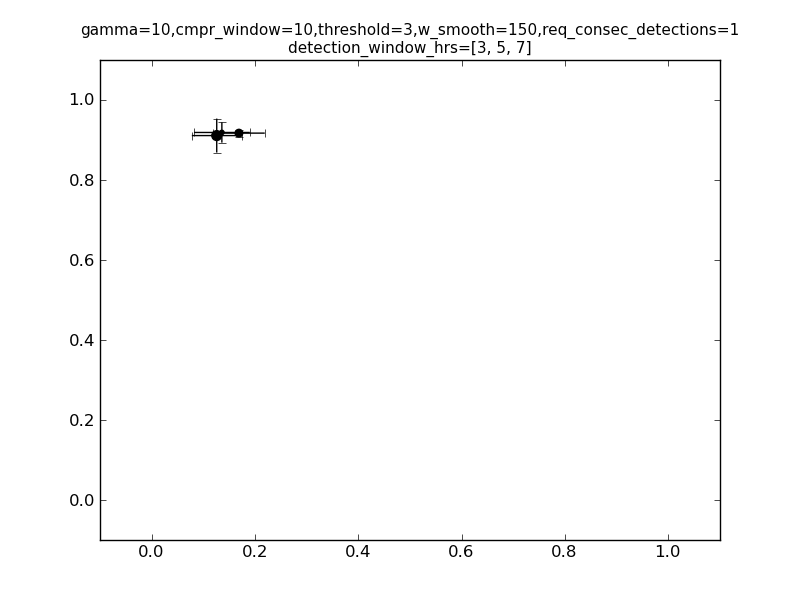 gamma=10,cmpr_window=10,threshold=3,w_smooth=150,req_consec_detections=1
detection_window_hrs=[3, 5, 7]
1.0
0.8
0.6
0.4
0.2
0.0
0.0 0.2 0.4 0.6 0.8 1.0